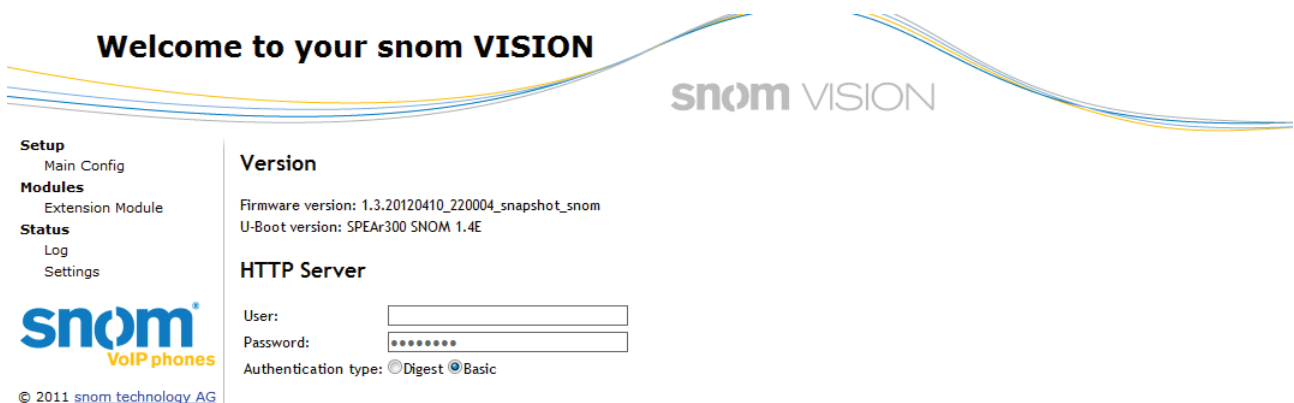 Welcome to your snom VISION
snom VISION
Setup
Main Config
Modules
Extension Module
Status
Log
Settings
snom
VoIP phones
© 2011 snom technology AG
Version
Firmware version: 1.3.20120410_220004_snapshot_snom
U-Boot version: SPEAr300 SNOM 1.4E
HTTP Server
User:
Password: ••••••••
Authentication type: Digest Basic